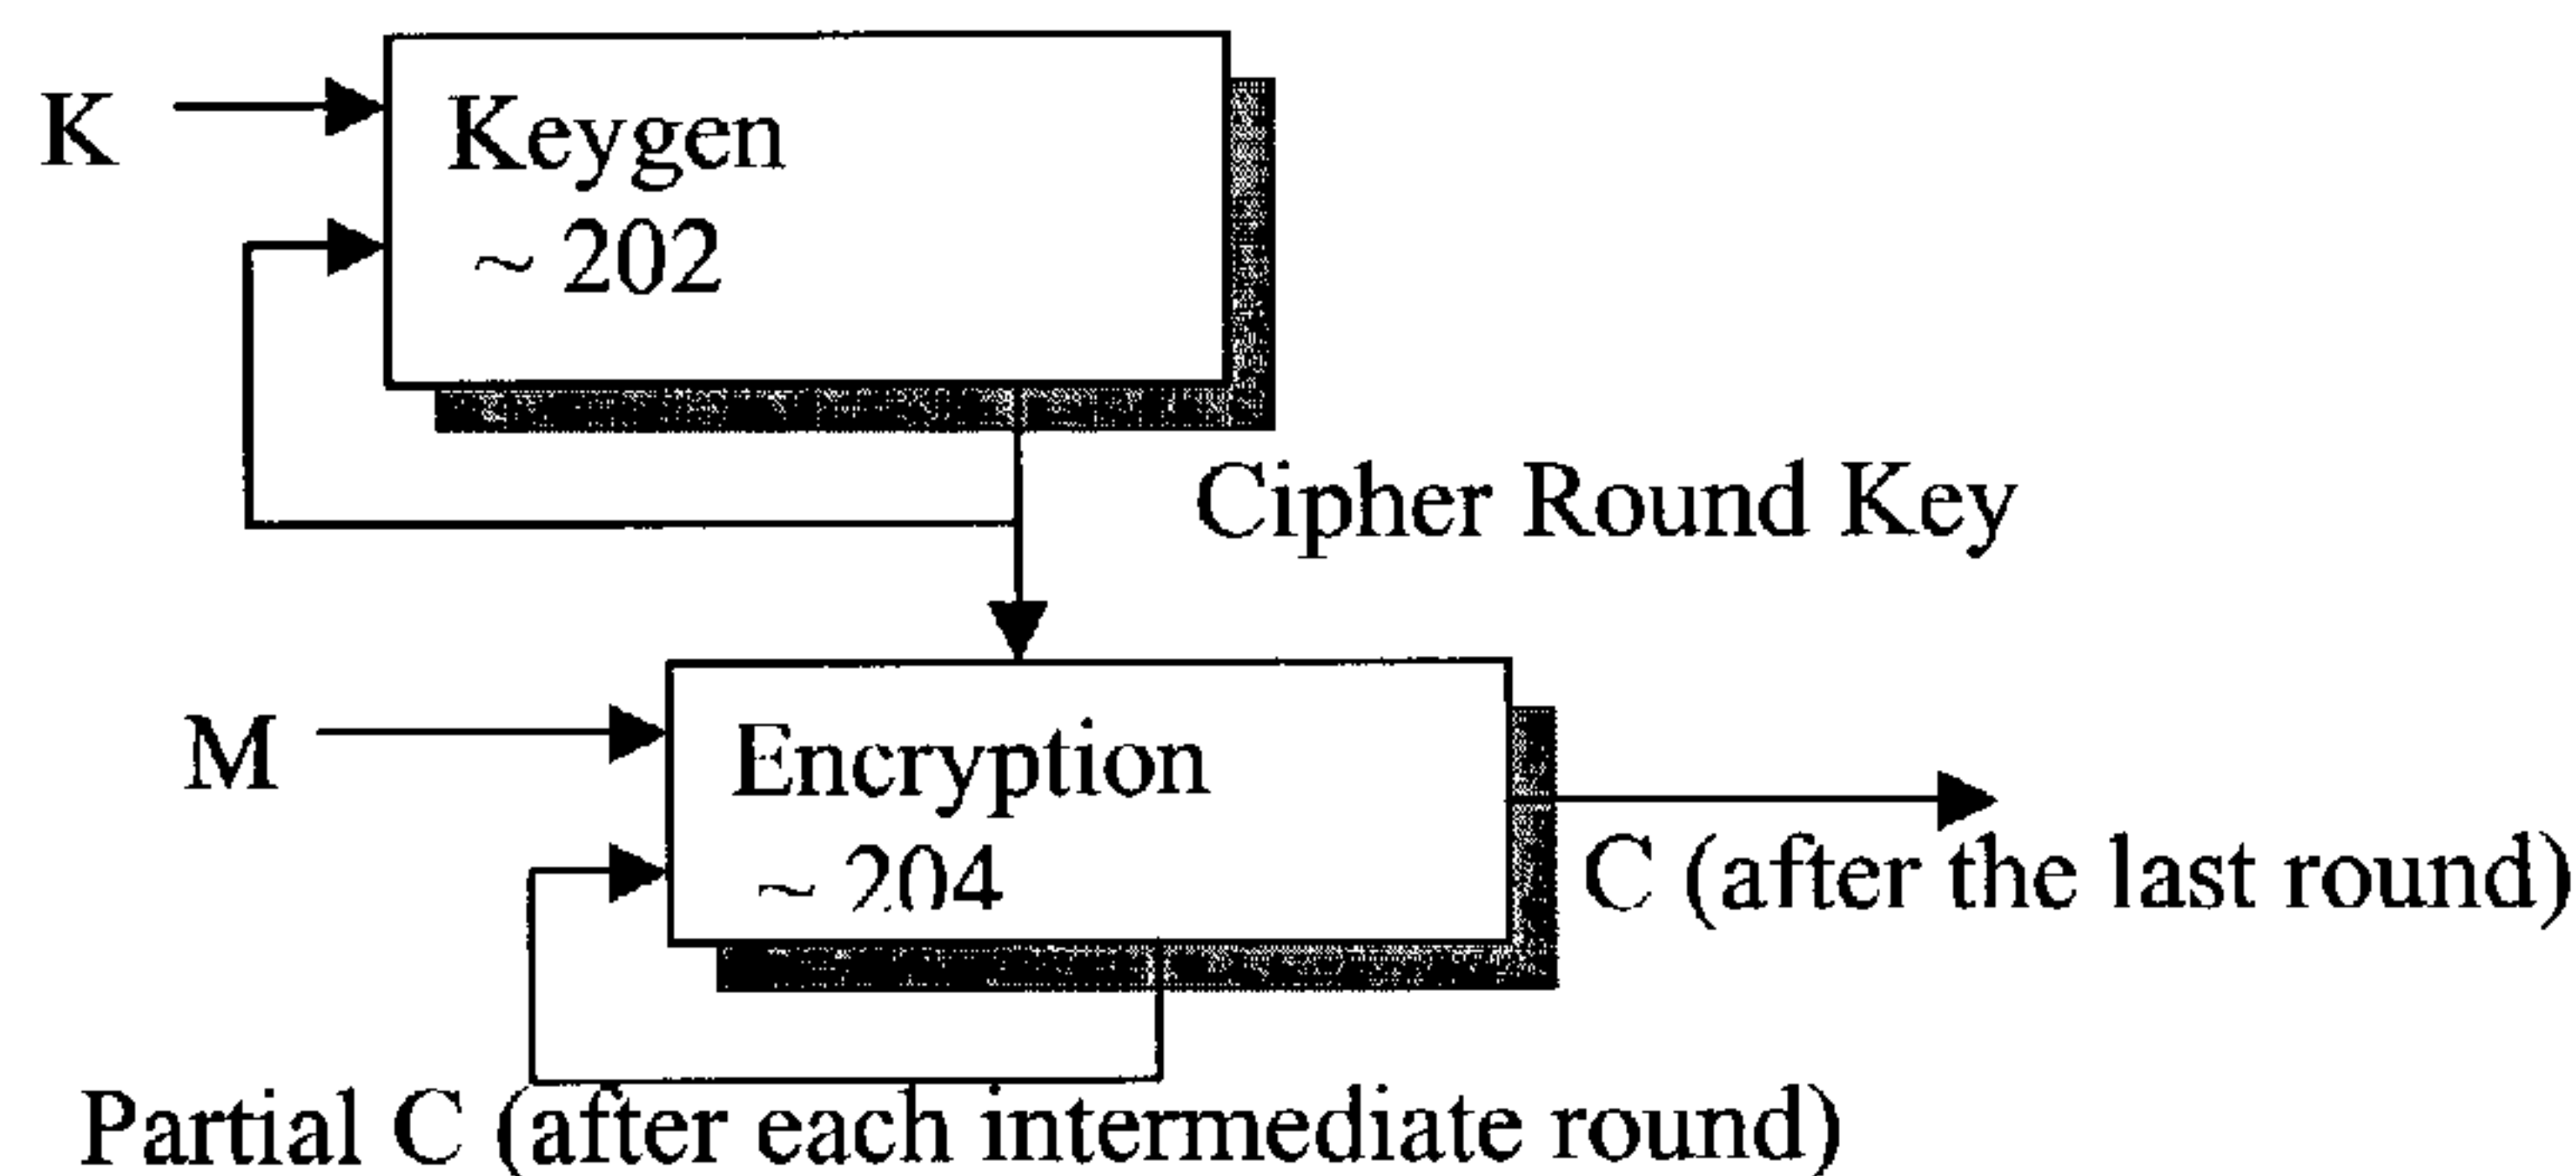 K
Keygen
~ 202
Cipher Round Key
M
Encryption
~ 204
C (after the last round)
Partial C (after each intermediate round)